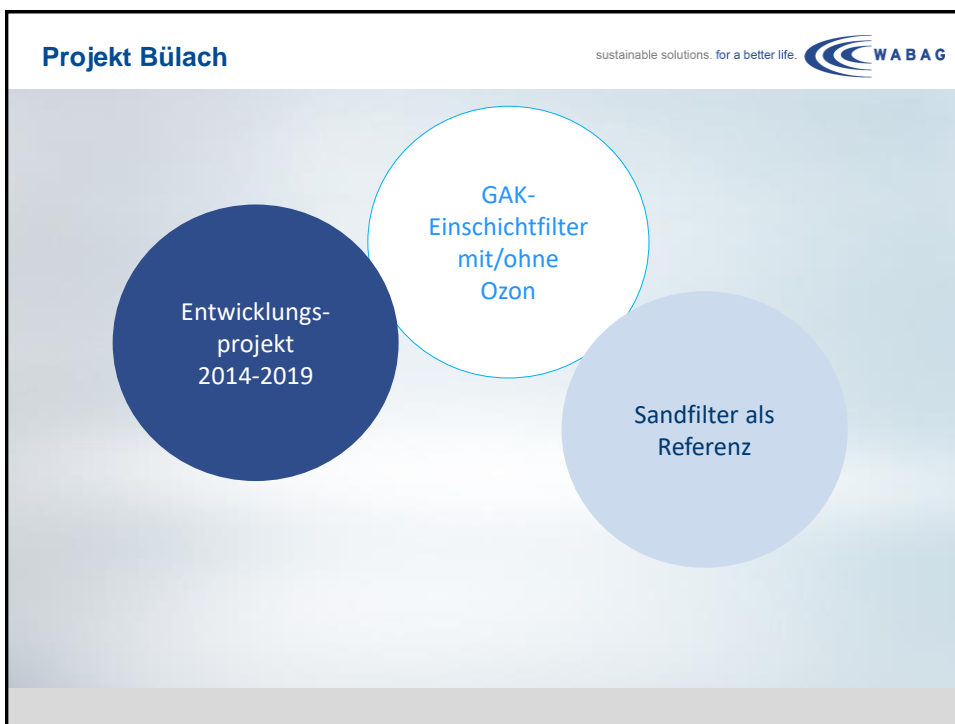 Projekt Bülach
sustainable solutions. for a better life.
WABAG
GAK-
Einschichtfilter
mit/ohne
Ozon
Entwicklungs-
projekt
2014-2019
Sandfilter als
Referenz